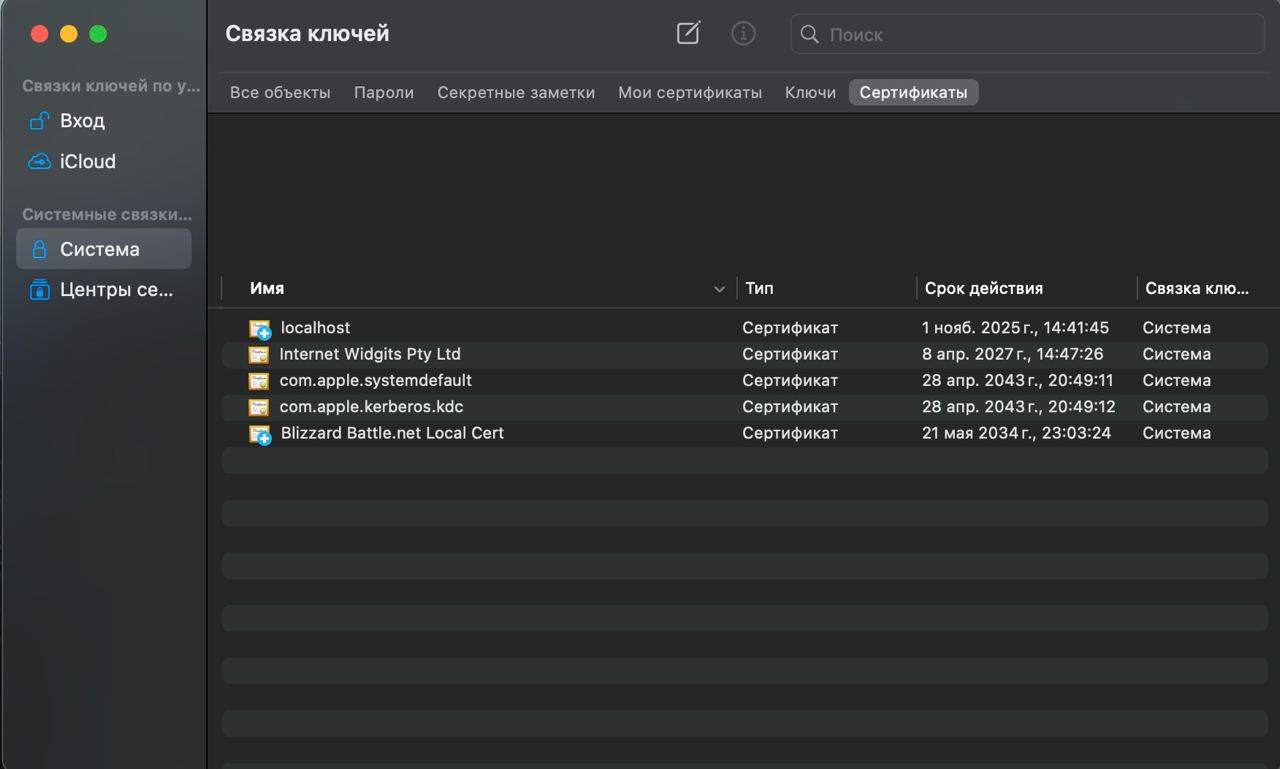 Связка ключей
Поиск
Связки ключей по у...
Вход
iCloud
Системные связки...
Система
Центры се...
Все объекты Пароли Секретные заметки Мои сертификаты Ключи Сертификаты
Имя Тип Срок действия Связка клю...
localhost Сертификат 1 нояб. 2025 г., 14:41:45 Система
Internet Widgits Pty Ltd Сертификат 8 апр. 2027 г., 14:47:26 Система
com.apple.systemdefault Сертификат 28 апр. 2043 г., 20:49:11 Система
com.apple.kerberos.kdc Сертификат 28 апр. 2043 г., 20:49:12 Система
Blizzard Battle.net Local Cert Сертификат 21 мая 2034 г., 23:03:24 Система